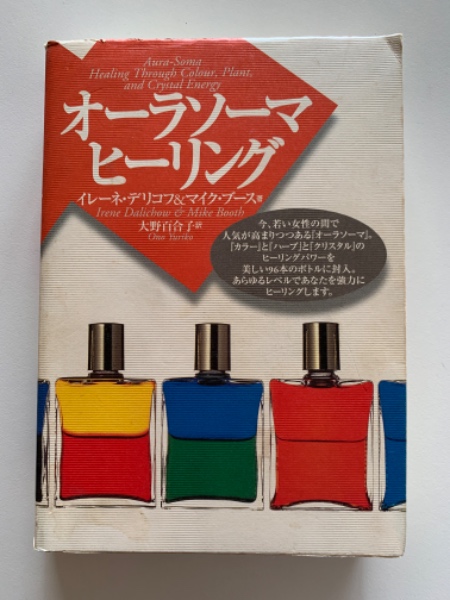 Aura-Soma
Healing Through Colour, Plant,
and Crystal Energy
オーラソーマ
ヒーリング
イレーネ・デリコフ&マイク・ブース著
Irene Dalichow & Mike Booth
大野百合子・訳
Ono Yuriko
今、若い女性の間で
人気が高まりつつある『オーラソーマ』。
『カラー』と『ハーブ』と『クリスタル』の
ヒーリングパワーを
美しい96本のボトルに封入。
あらゆるレベルであなたを強力に
ヒーリングします。